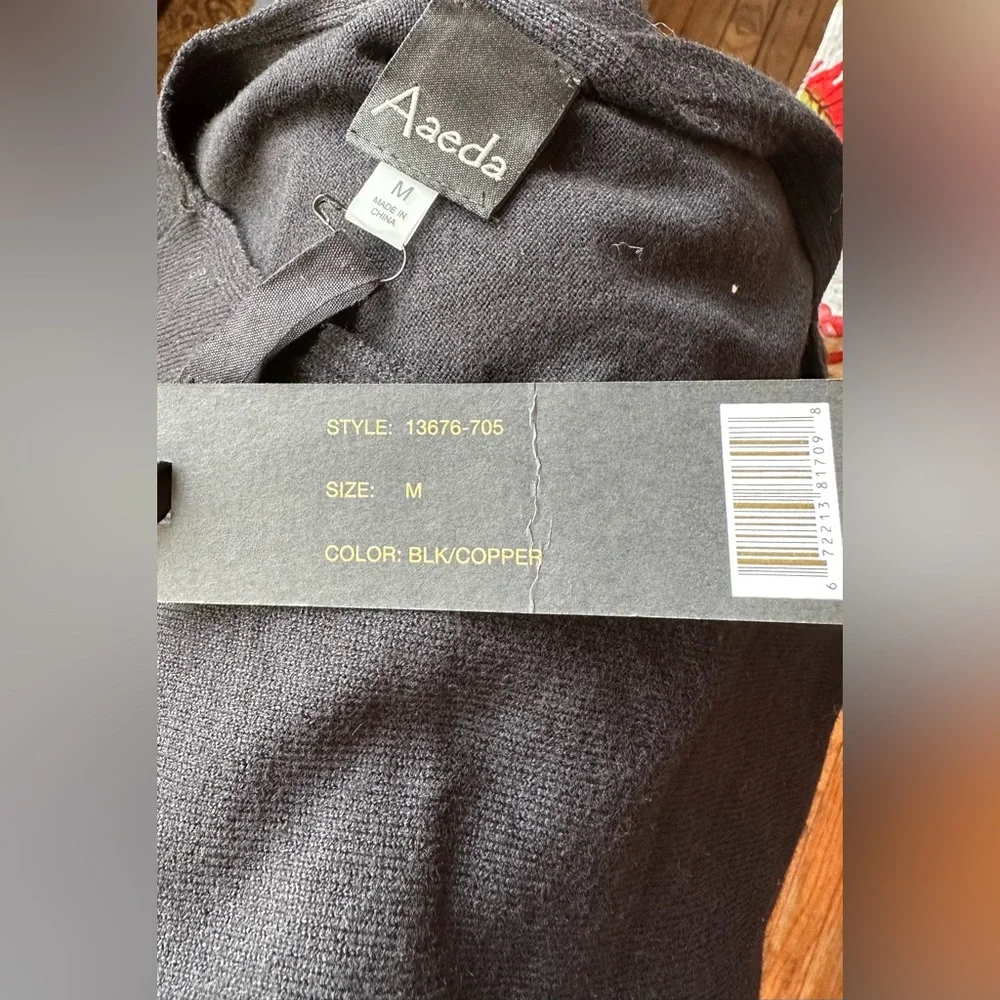 Aaeda
M
MADE IN
CHINA
STYLE: 13676-705
SIZE: M
COLOR: BLK/COPPER
6 72213 81709 8